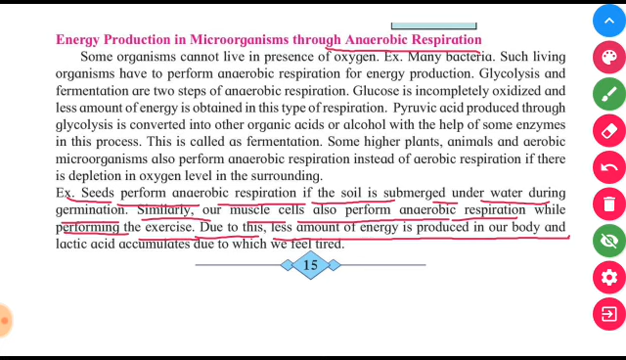 Energy Production in Microorganisms through Anaerobic Respiration
Some organisms cannot live in presence of oxygen. Ex. Many bacteria. Such living
organisms have to perform anaerobic respiration for energy production. Glycolysis and
fermentation are two steps of anaerobic respiration. Glucose is incompletely oxidized and
less amount of energy is obtained in this type of respiration. Pyruvic acid produced through
glycolysis is converted into other organic acids or alcohol with the help of some enzymes
in this process. This is called as fermentation. Some higher plants, animals and aerobic
microorganisms also perform anaerobic respiration instead of aerobic respiration if there
is depletion in oxygen level in the surrounding.
Ex. Seeds perform anaerobic respiration if the soil is submerged under water during
germination. Similarly, our muscle cells also perform anaerobic respiration while
performing the exercise. Due to this, less amount of energy is produced in our body and
lactic acid accumulates due to which we feel tired.
15